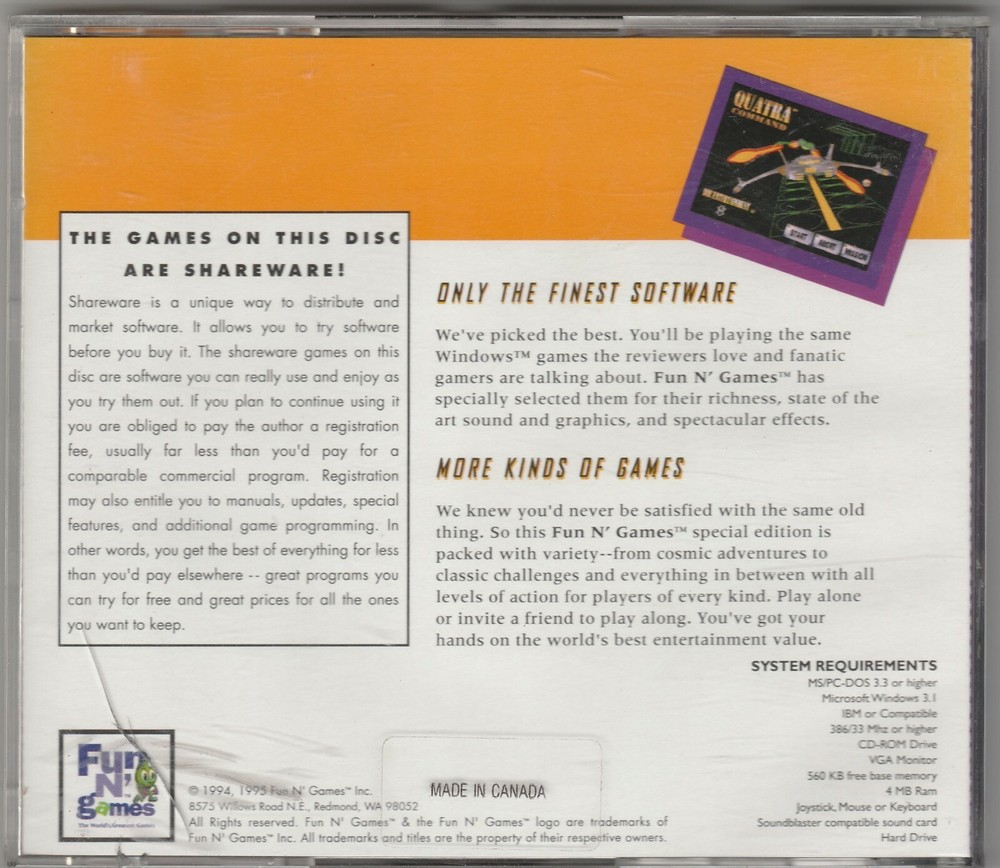 QUATRA™
COMMAND
START
ABORT
MISSION
THE GAMES ON THIS DISC
ARE SHAREWARE!
Shareware is a unique way to distribute and
market software. It allows you to try software
before you buy it. The shareware games on this
disc are software you can really use and enjoy as
you try them out. If you plan to continue using it
you are obliged to pay the author a registration
fee, usually far less than you'd pay for a
comparable commercial program. Registration
may also entitle you to manuals, updates, special
features, and additional game programming. In
other words, you get the best of everything for less
than you'd pay elsewhere -- great programs you
can try for free and great prices for all the ones
you want to keep.
ONLY THE FINEST SOFTWARE
We've picked the best. You'll be playing the same
Windows™ games the reviewers love and fanatic
gamers are talking about. Fun N' Games™ has
specially selected them for their richness, state of the
art sound and graphics, and spectacular effects.
MORE KINDS OF GAMES
We knew you'd never be satisfied with the same old
thing. So this Fun N' Games™ special edition is
packed with variety--from cosmic adventures to
classic challenges and everything in between with all
levels of action for players of every kind. Play alone
or invite a friend to play along. You've got your
hands on the world's best entertainment value.
SYSTEM REQUIREMENTS
MS/PC-DOS 3.3 or higher
Microsoft Windows 3.1
IBM or Compatible
386/33 Mhz or higher
CD-ROM Drive
VGA Monitor
560 KB free base memory
4 MB Ram
Joystick, Mouse or Keyboard
Soundblaster compatible sound card
Hard Drive
Fun
N'
games
The World's Greatest Games
© 1994, 1995 Fun N' Games™ Inc.
8575 Willows Road N.E., Redmond, WA 98052
All Rights reserved. Fun N' Games™ & the Fun N' Games™ logo are trademarks of
Fun N' Games™ Inc. All trademarks and titles are the property of their respective owners.
MADE IN CANADA